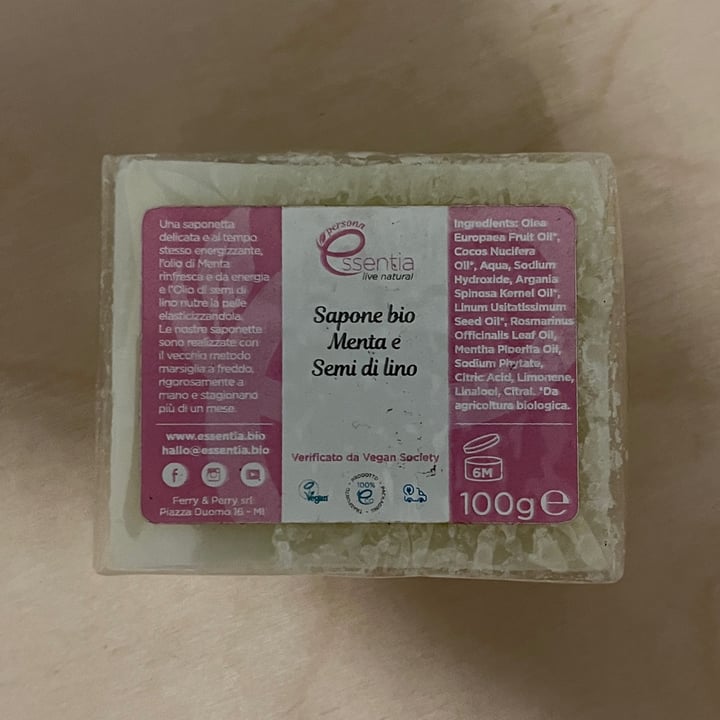 Una saponetta
delicata e al tempo
stesso energizzante,
l'olio di Menta
rinfresca e da energia
e l'Olio di semi di
lino nutre la pelle
elasticizzandola.
Le nostre saponette
sono realizzate con
il vecchio metodo
marsiglia a freddo,
rigorosamente a
mano e stagionano
più di un mese.
www.essentia.bio
hallo@essentia.bio
Ferry & Perry srl
Piazza Duomo 16 - MI
persona
essentia
live natural
Sapone bio
Menta e
Semi di lino
Verificato da Vegan Society
Vegan
PRODOTTO
PACKAGING
100%
eco
Ingredients: Olea
Europaea Fruit Oil*,
Cocos Nucifera
Oil*, Aqua, Sodium
Hydroxide, Argania
Spinosa Kernel Oil*,
Linum Usitatissimum
Seed Oil*, Rosmarinus
Officinalis Leaf Oil,
Mentha Piperita Oil,
Sodium Phytate,
Citric Acid, Limonene,
Linalool, Citral. *Da
agricoltura biologica.
6M
100g ℮